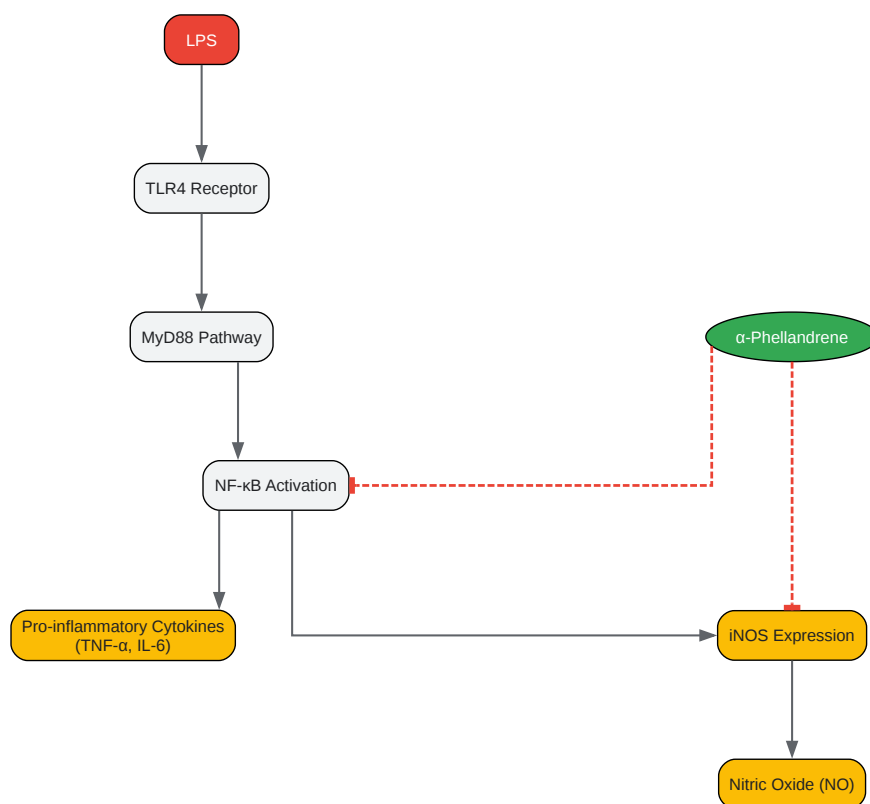 LPS
TLR4 Receptor
MyD88 Pathway
α-Phellandrene
NF-κB Activation
Pro-inflammatory Cytokines
(TNF-α, IL-6)
iNOS Expression
Nitric Oxide (NO)